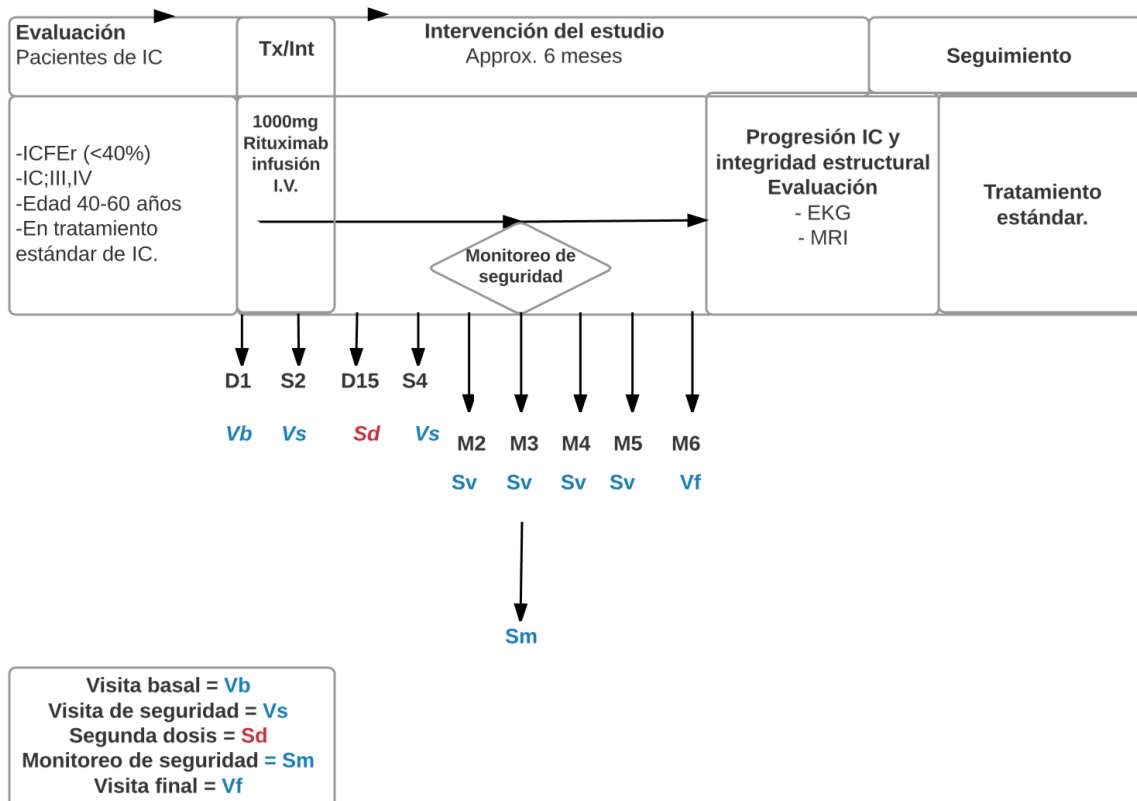 Evaluación
Pacientes de IC
Tx/Int
Intervención del estudio
Approx. 6 meses
Seguimiento
-ICFEr (<40%)
-IC;III,IV
-Edad 40-60 años
-En tratamiento
estándar de IC.
1000mg
Rituximab
infusión
I.V.
Monitoreo de
seguridad
Progresión IC y
integridad estructural
Evaluación
- EKG
- MRI
Tratamiento
estándar.
D1 S2 D15 S4
Vb Vs Sd Vs
M2 M3 M4 M5 M6
Sv Sv Sv Sv Vf
Sm
Visita basal = Vb
Visita de seguridad = Vs
Segunda dosis = Sd
Monitoreo de seguridad = Sm
Visita final = Vf